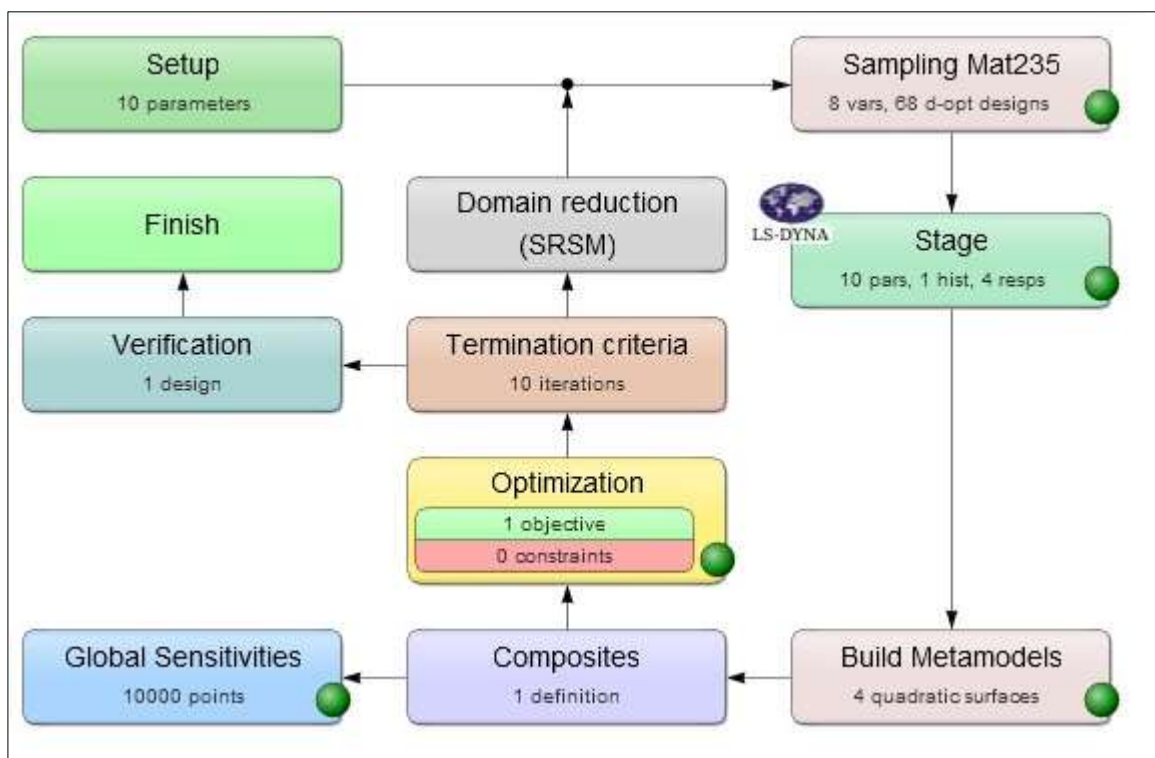 Setup
10 parameters
Sampling Mat235
8 vars, 68 d-opt designs
Finish
Domain reduction
(SRSM)
LS-DYNA
Stage
10 pars, 1 hist, 4 resps
Verification
1 design
Termination criteria
10 iterations
Optimization
1 objective
0 constraints
Global Sensitivities
10000 points
Composites
1 definition
Build Metamodels
4 quadratic surfaces